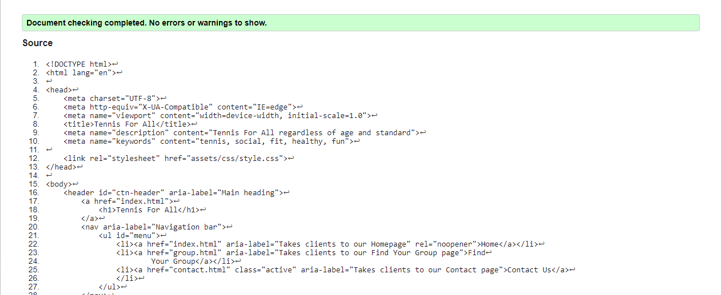 Document checking completed. No errors or warnings to show.
Source
1. <!DOCTYPE html>↩
2. <html lang="en">↩
3. ↩
4. <head>↩
5. <meta charset="UTF-8">↩
6. <meta http-equiv="X-UA-Compatible" content="IE=edge">↩
7. <meta name="viewport" content="width=device-width, initial-scale=1.0">↩
8. <title>Tennis For All</title>↩
9. <meta name="description" content="Tennis For All regardless of age and standard">↩
10. <meta name="keywords" content="tennis, social, fit, healthy, fun">↩
11. ↩
12. <link rel="stylesheet" href="assets/css/style.css">↩
13. </head>↩
14. ↩
15. <body>↩
16. <header id="ctn-header" aria-label="Main heading">↩
17. <a href="index.html">↩
18. <h1>Tennis For All</h1>↩
19. </a>↩
20. <nav aria-label="Navigation bar">↩
21. <ul id="menu">↩
22. <li><a href="index.html" aria-label="Takes clients to our Homepage" rel="noopener">Home</a></li>↩
23. <li><a href="group.html" aria-label="Takes clients to our Find Your Group page">Find↩
24. Your Group</a></li>↩
25. <li><a href="contact.html" class="active" aria-label="Takes clients to our Contact page">Contact Us</a>↩
26. </li>↩
27. </ul>↩
28. </nav>↩